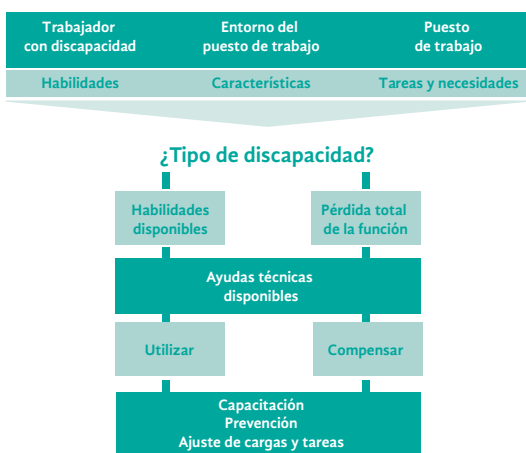 Trabajador
con discapacidad
Entorno del
puesto de trabajo
Puesto
de trabajo
Habilidades
Características
Tareas y necesidades
¿Tipo de discapacidad?
Habilidades
disponibles
Pérdida total
de la función
Ayudas técnicas
disponibles
Utilizar
Compensar
Capacitación
Prevención
Ajuste de cargas y tareas